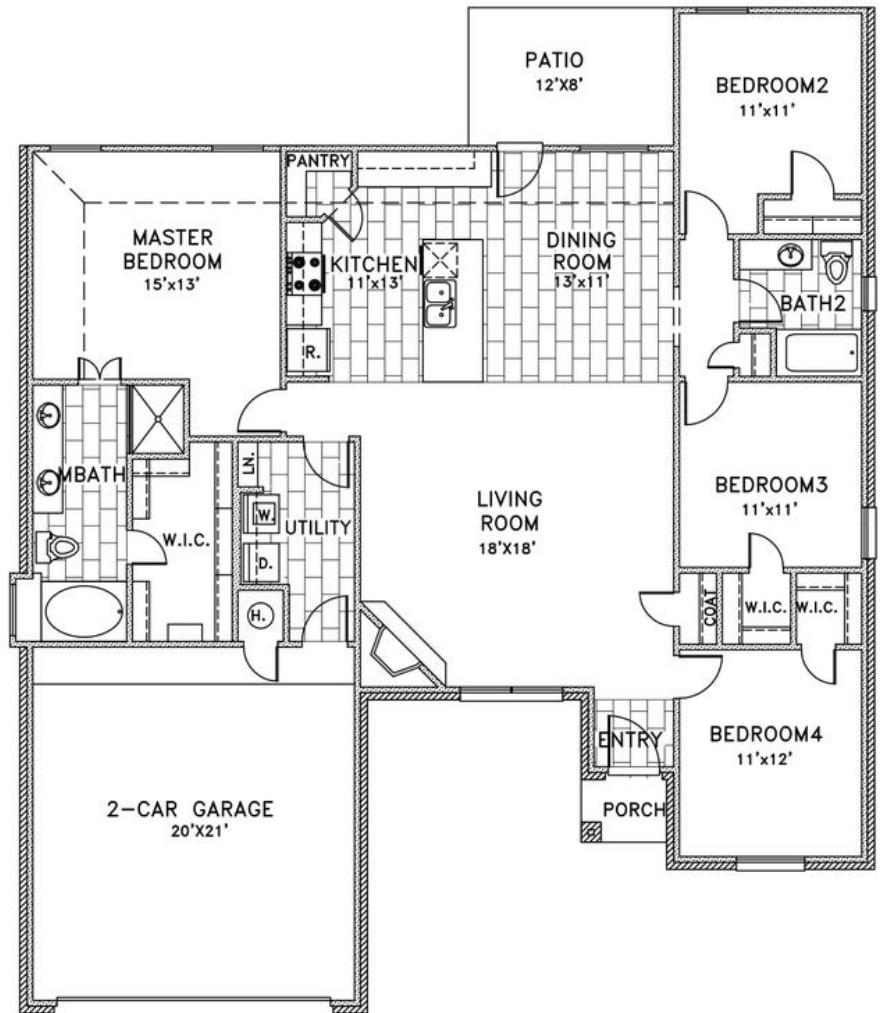 PATIO
12'X8'
BEDROOM2
11'x11'
PANTRY
MASTER
BEDROOM
15'x13'
KITCHEN
11'x13'
DINING
ROOM
13'x11'
BATH2
R.
MBATH
LN.
W.
UTILITY
W.I.C.
D.
LIVING
ROOM
18'X18'
BEDROOM3
11'x11'
H.
COAT
W.I.C.
W.I.C.
ENTRY
BEDROOM4
11'x12'
2-CAR GARAGE
20'X21'
PORCH